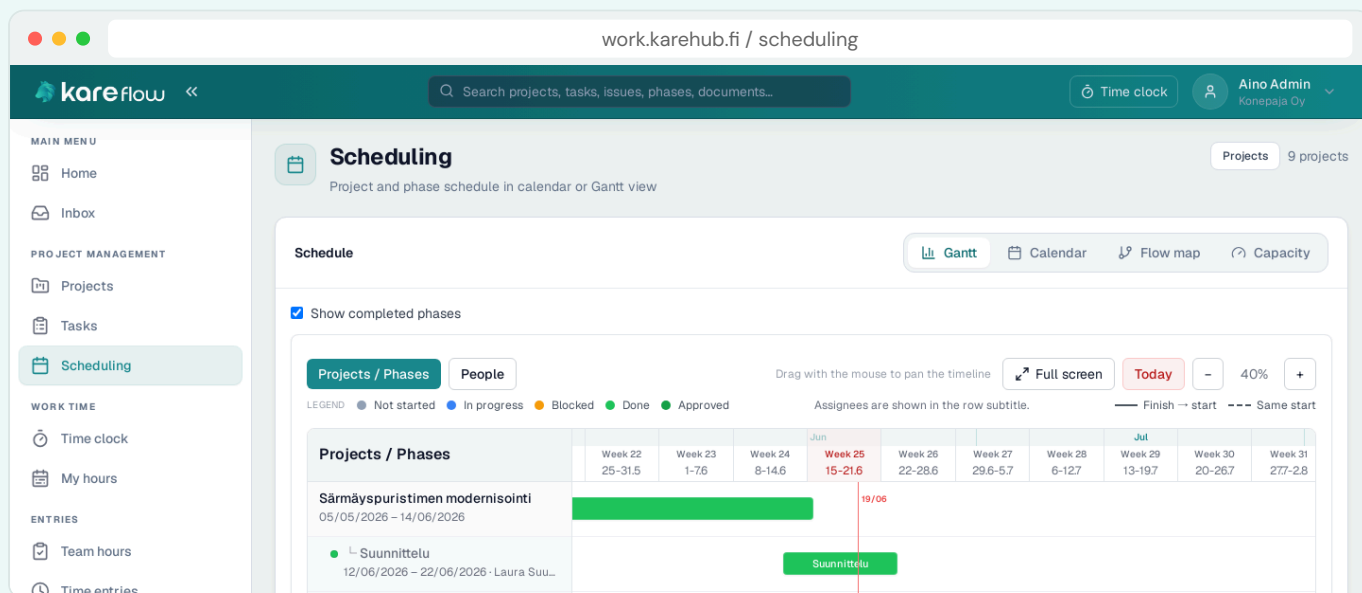 work.karehub.fi / scheduling
kareflow
Search projects, tasks, issues, phases, documents...
Time clock
Aino Admin
Konepaja Oy
MAIN MENU
Home
Inbox
PROJECT MANAGEMENT
Projects
Tasks
Scheduling
WORK TIME
Time clock
My hours
ENTRIES
Team hours
Time entries
Scheduling
Project and phase schedule in calendar or Gantt view
Projects 9 projects
Schedule
Gantt Calendar Flow map Capacity
Show completed phases
Projects / Phases People
Drag with the mouse to pan the timeline Full screen Today − 40% +
LEGEND Not started In progress Blocked Done Approved
Assignees are shown in the row subtitle.
Finish → start Same start
Projects / Phases
Jun Jul
Week 22 Week 23 Week 24 Week 25 Week 26 Week 27 Week 28 Week 29 Week 30 Week 31
25-31.5 1-7.6 8-14.6 15-21.6 22-28.6 29.6-5.7 6-12.7 13-19.7 20-26.7 27.7-2.8
Särmäyspuristimen modernisointi
05/05/2026 – 14/06/2026
19/06
Suunnittelu
12/06/2026 – 22/06/2026 · Laura Suu...
Suunnittelu